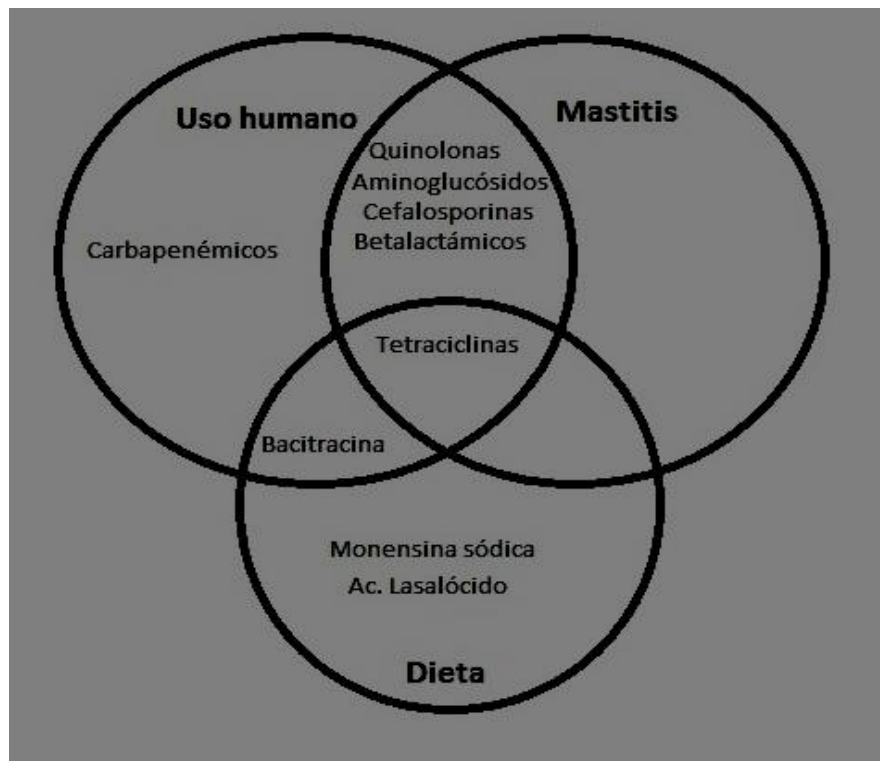 Uso humano
Mastitis
Quinolonas
Aminoglucósidos
Cefalosporinas
Betalactámicos
Carbapenémicos
Tetraciclinas
Bacitracina
Monensina sódica
Ac. Lasalócido
Dieta